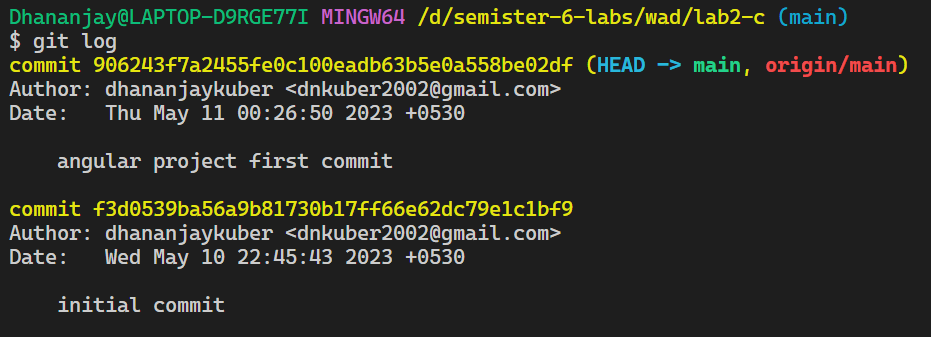 Dhananjay@LAPTOP-D9RGE77I MINGW64 /d/semister-6-labs/wad/lab2-c (main)
$ git log
commit 906243f7a2455fe0c100eadb63b5e0a558be02df (HEAD -> main, origin/main)
Author: dhananjaykuber <dnkuber2002@gmail.com>
Date:   Thu May 11 00:26:50 2023 +0530
    angular project first commit
commit f3d0539ba56a9b81730b17ff66e62dc79e1c1bf9
Author: dhananjaykuber <dnkuber2002@gmail.com>
Date:   Wed May 10 22:45:43 2023 +0530
    initial commit